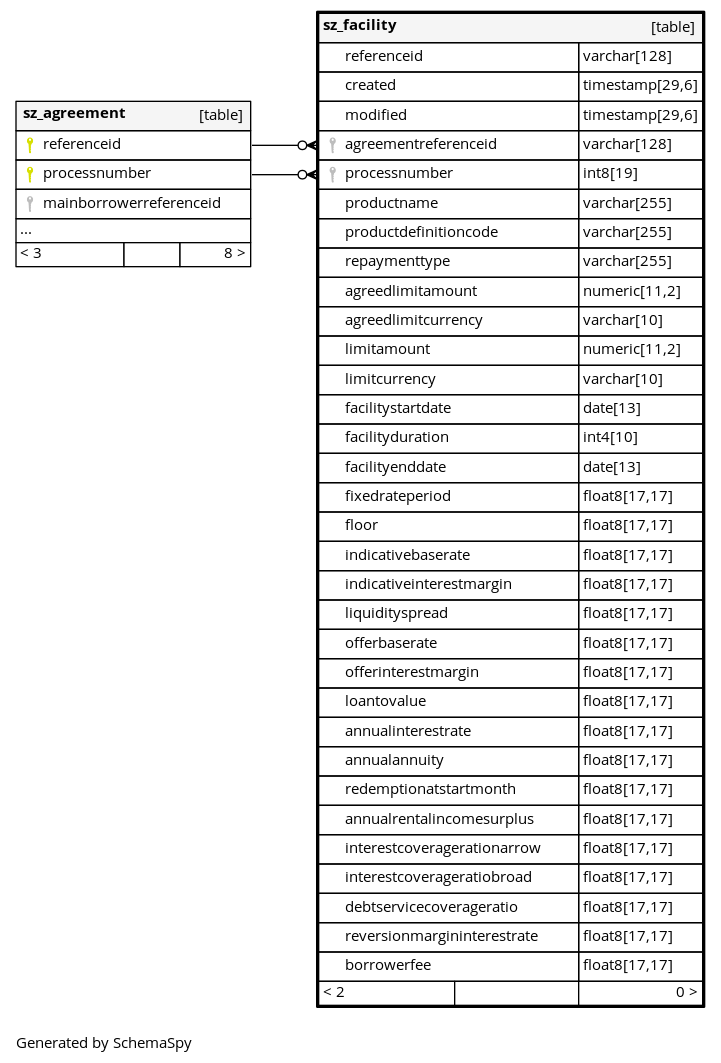 sz_agreement [table]
referenceid
processnumber
mainborrowerreferenceid
...
< 3 8 >
sz_facility [table]
referenceid varchar[128]
created timestamp[29,6]
modified timestamp[29,6]
agreementreferenceid varchar[128]
processnumber int8[19]
productname varchar[255]
productdefinitioncode varchar[255]
repaymenttype varchar[255]
agreedlimitamount numeric[11,2]
agreedlimitcurrency varchar[10]
limitamount numeric[11,2]
limitcurrency varchar[10]
facilitystartdate date[13]
facilityduration int4[10]
facilityenddate date[13]
fixedrateperiod float8[17,17]
floor float8[17,17]
indicativebaserate float8[17,17]
indicativeinterestmargin float8[17,17]
liquidityspread float8[17,17]
offerbaserate float8[17,17]
offerinterestmargin float8[17,17]
loantovalue float8[17,17]
annualinterestrate float8[17,17]
annualannuity float8[17,17]
redemptionatstartmonth float8[17,17]
annualrentalincomesurplus float8[17,17]
interestcoveragerationarrow float8[17,17]
interestcoverageratiobroad float8[17,17]
debtservicecoverageratio float8[17,17]
reversionmargininterestrate float8[17,17]
borrowerfee float8[17,17]
< 2 0 >
Generated by SchemaSpy